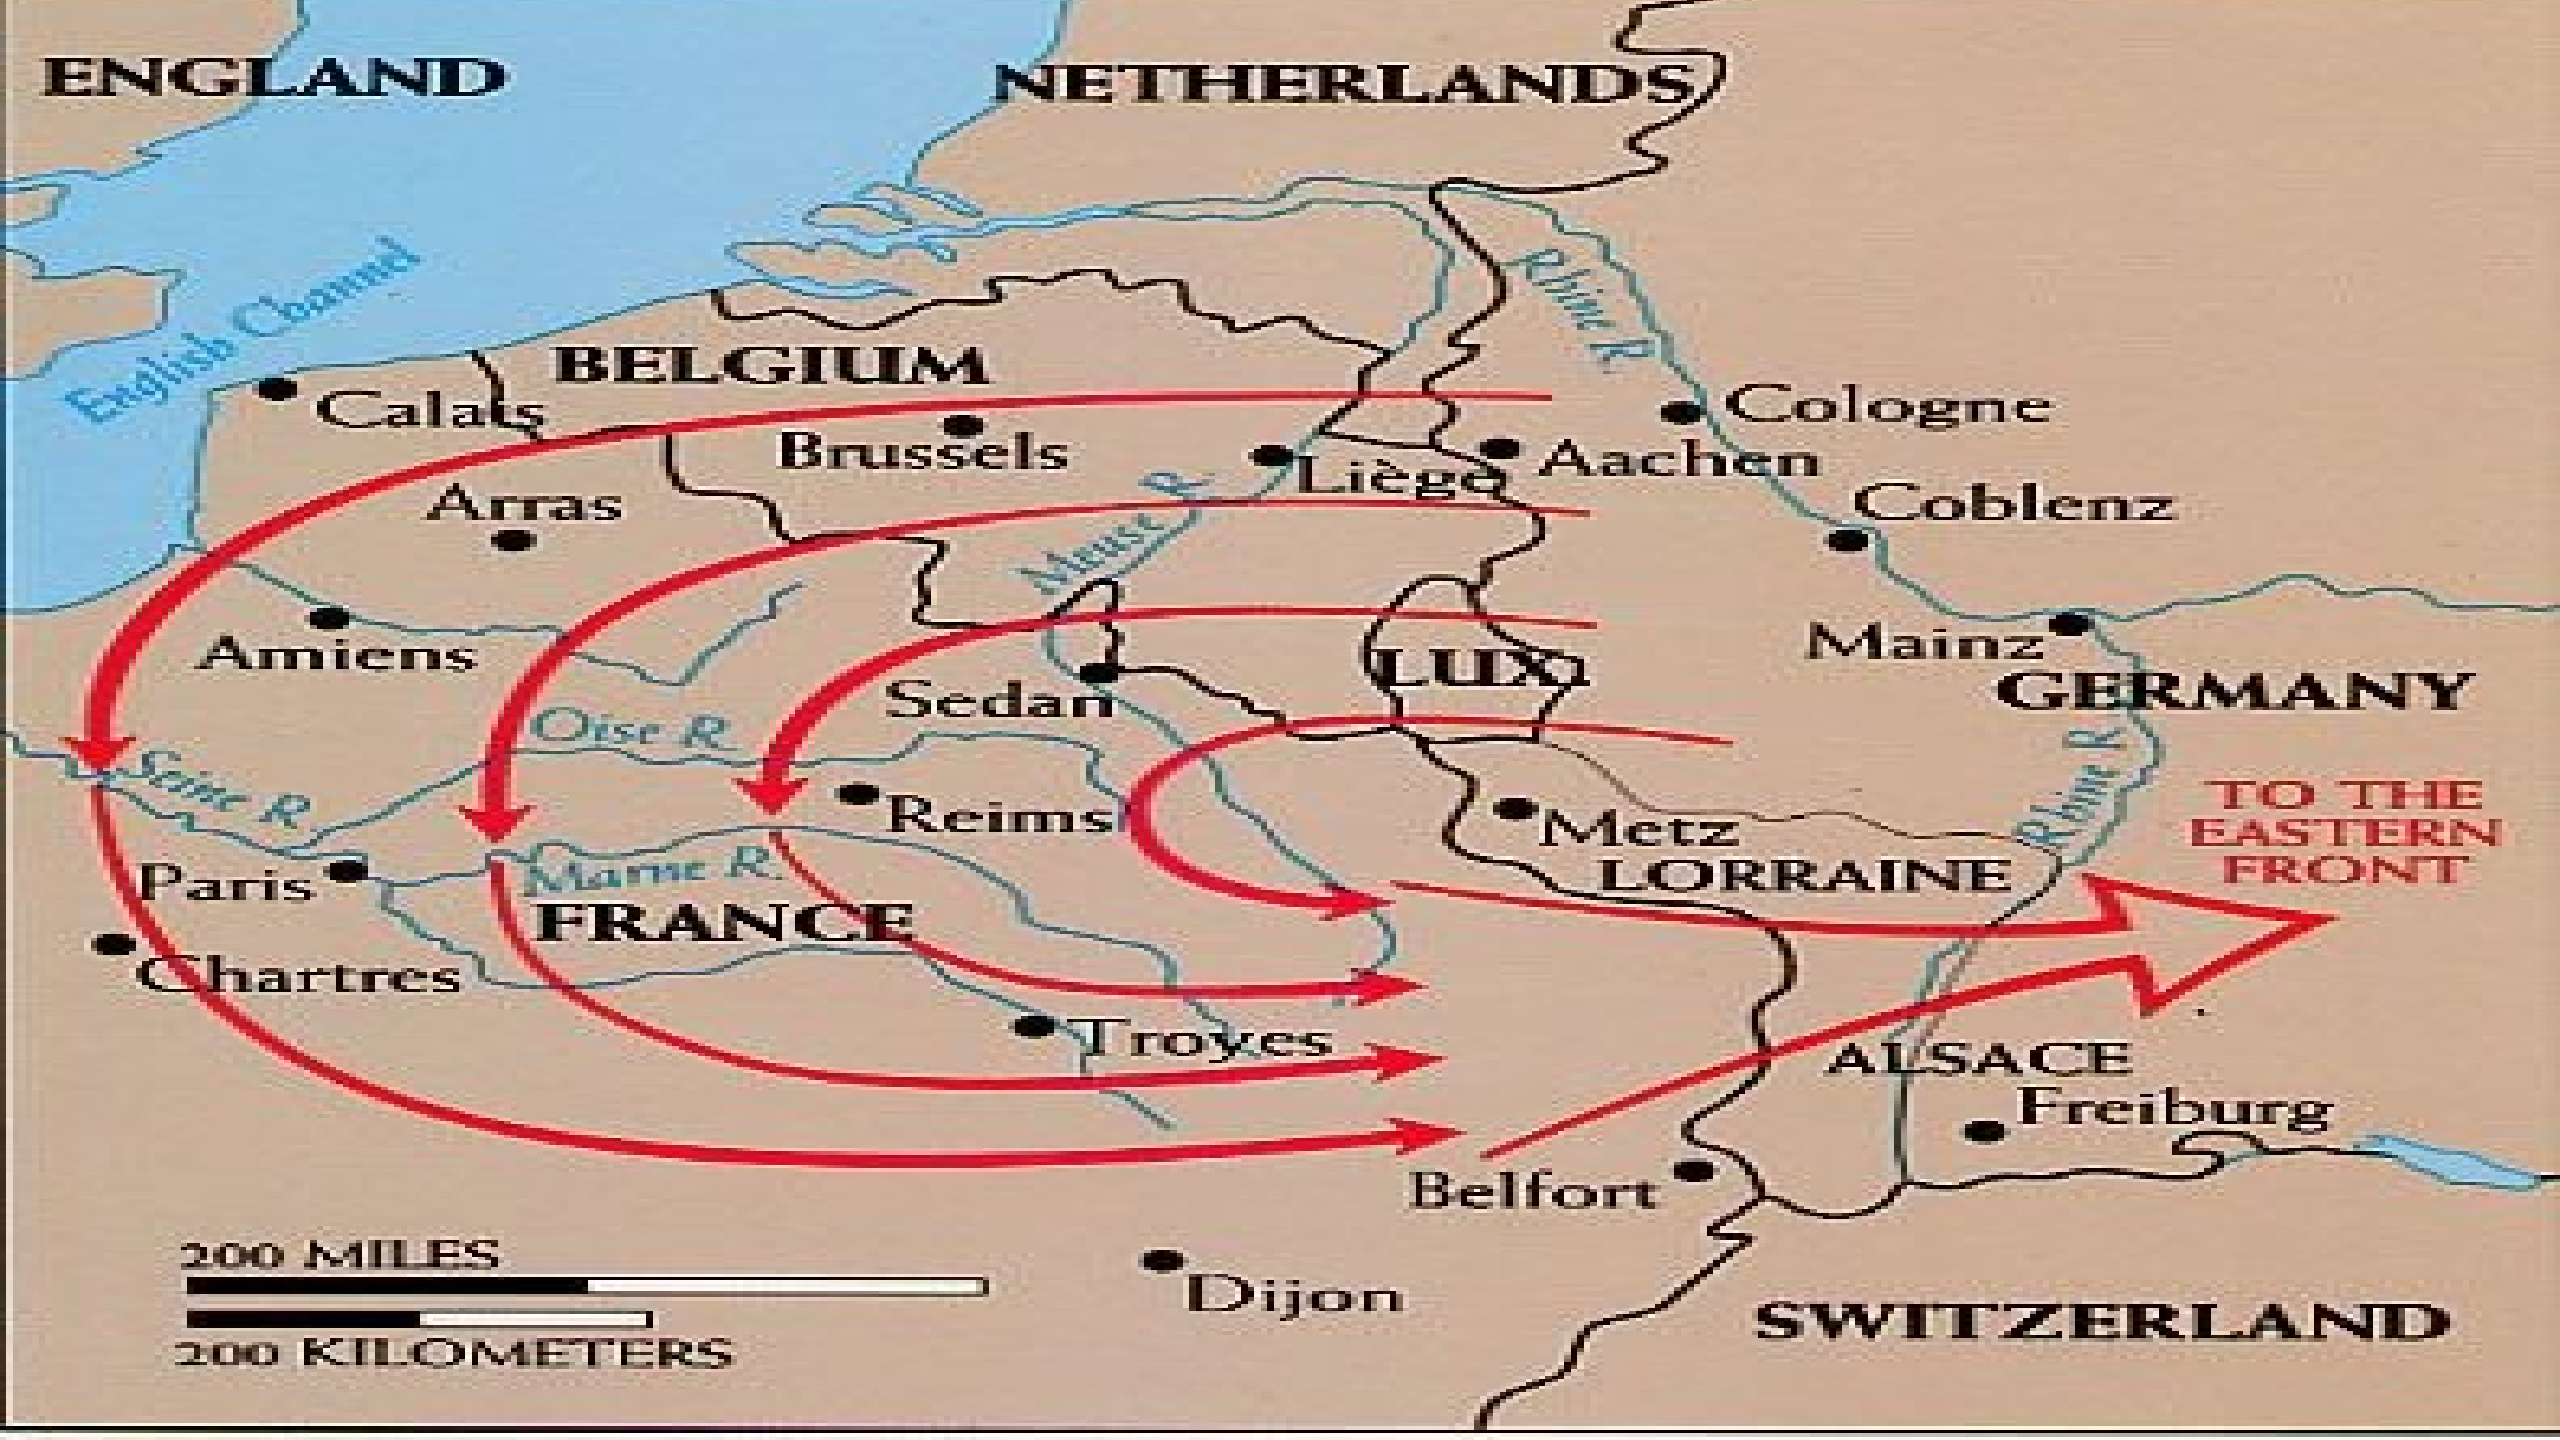 ENGLAND
NETHERLANDS
English Channel
Rhine R.
BELGIUM
Calais
Cologne
Brussels
Liège
Aachen
Arras
Meuse R.
Coblenz
Amiens
Mainz
LUX.
GERMANY
Sedan
Oise R.
Rhine R.
Seine R.
Reims
Metz
TO THE
EASTERN
FRONT
Paris
Marne R.
LORRAINE
FRANCE
Chartres
Troyes
ALSACE
Freiburg
Belfort
200 MILES
Dijon
SWITZERLAND
200 KILOMETERS